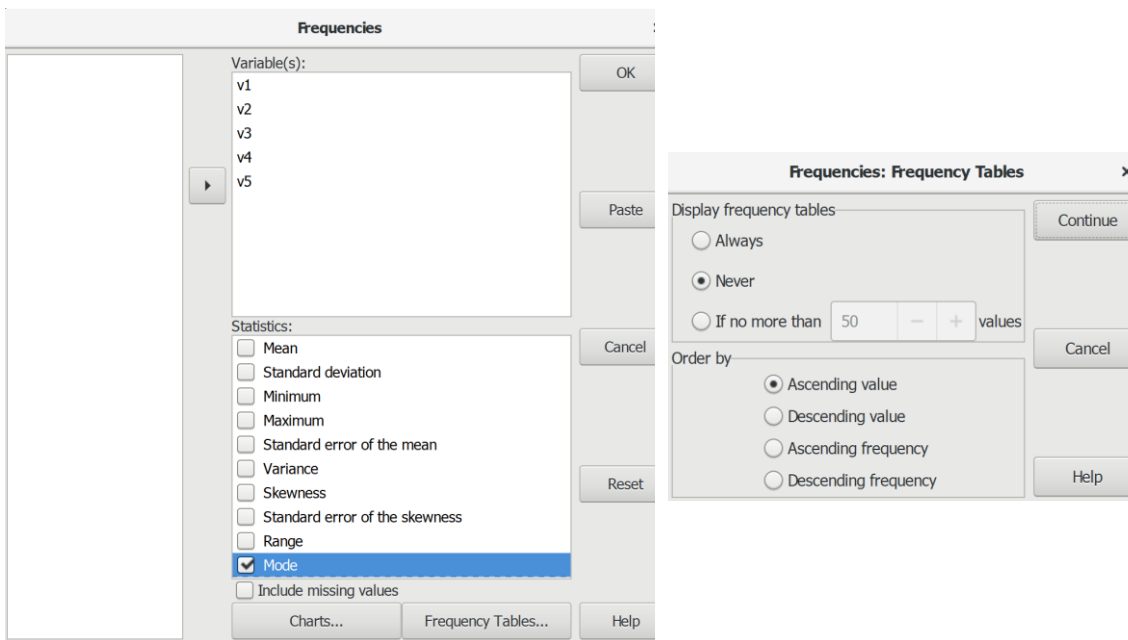 Frequencies
Variable(s):
v1
v2
v3
v4
v5
OK
Paste
Cancel
Reset
Help
Statistics:
Mean
Standard deviation
Minimum
Maximum
Standard error of the mean
Variance
Skewness
Standard error of the skewness
Range
Mode
Include missing values
Charts...
Frequency Tables...
Frequencies: Frequency Tables
Display frequency tables
Always
Never
If no more than 50 values
Order by
Ascending value
Descending value
Ascending frequency
Descending frequency
Continue
Cancel
Help